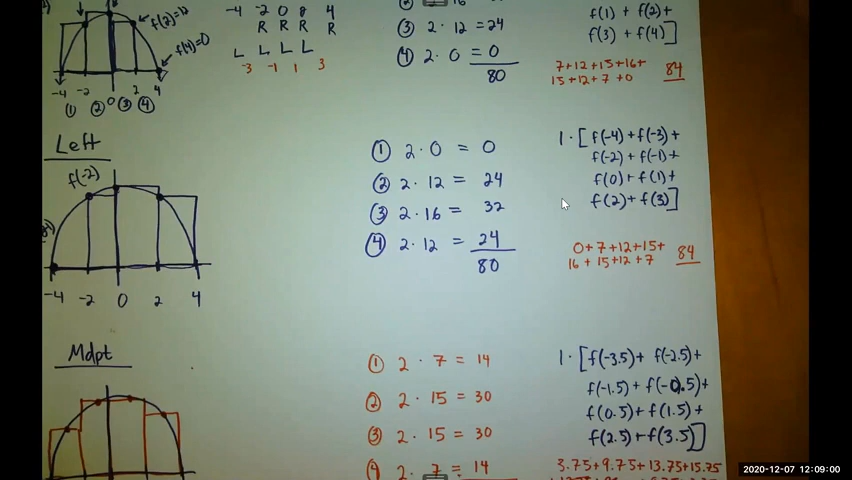 -4 -2 0 8 4
R R R R
L L L L
-3 -1 1 3
f(2)=12
f(4)=0
-4 -2 0 2 4
① ② ③ ④
16
③ 2 · 12 = 24
④ 2 · 0 = 0
80
f(1) + f(2) +
f(3) + f(4)]
7+12+15+16+
15+12+7+0 84
Left
f(-2)
-4 -2 0 2 4
① 2 · 0 = 0
② 2 · 12 = 24
③ 2 · 16 = 32
④ 2 · 12 = 24
80
1 · [f(-4) + f(-3) +
f(-2) + f(-1) +
f(0) + f(1) +
f(2) + f(3)]
0+7+12+15+
16+15+12+7 84
Mdpt
① 2 · 7 = 14
② 2 · 15 = 30
③ 2 · 15 = 30
④ 2 · 7 = 14
1 · [f(-3.5) + f(-2.5) +
f(-1.5) + f(-0.5) +
f(0.5) + f(1.5) +
f(2.5) + f(3.5)]
3.75+9.75+13.75+15.75
2020-12-07 12:09:00